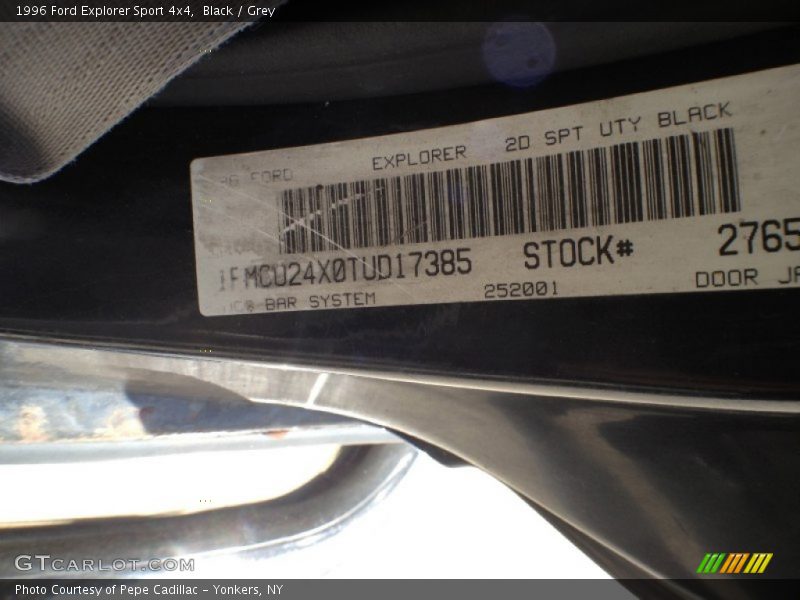 1996 Ford Explorer Sport 4x4, Black / Grey
96 FORD EXPLORER 2D SPT UTY BLACK
1FMCU24X0TUD17385 STOCK# 2765
BAR SYSTEM 252001 DOOR
GTCARLOT.COM
Photo Courtesy of Pepe Cadillac - Yonkers, NY